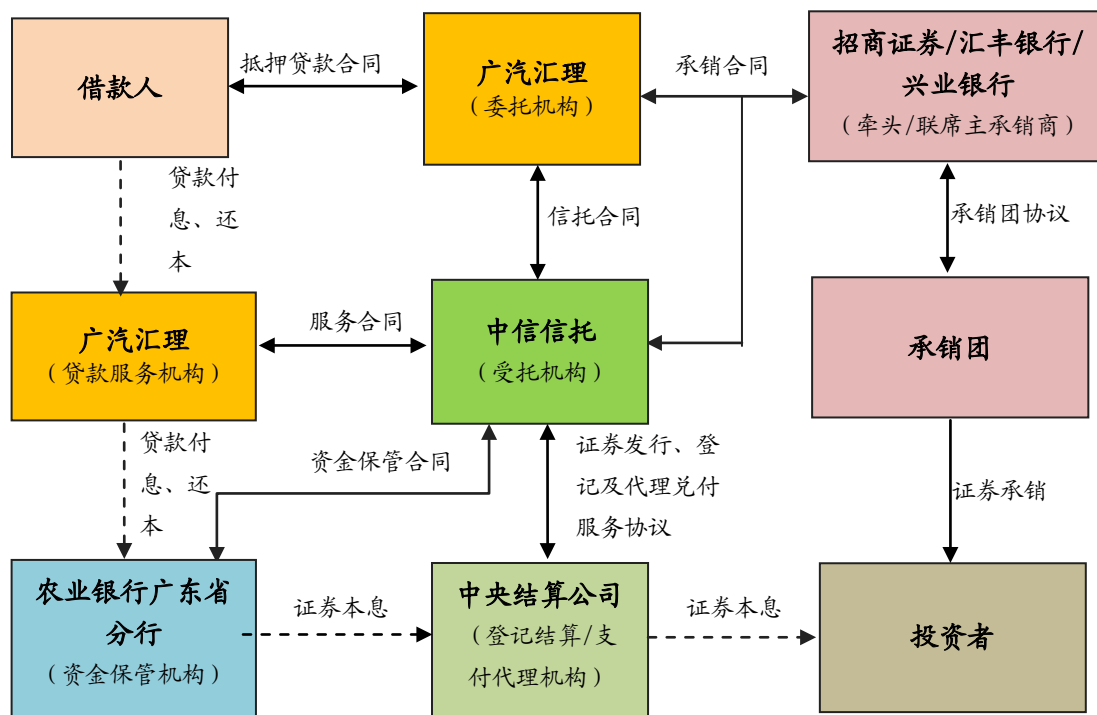 借款人
抵押贷款合同
广汽汇理
（委托机构）
承销合同
招商证券/汇丰银行/
兴业银行
（牵头/联席主承销商）
贷款付
息、还
本
信托合同
承销团协议
广汽汇理
（贷款服务机构）
服务合同
中信信托
（受托机构）
承销团
贷款付
息、还
本
资金保管合同
证券发行、登
记及代理兑付
服务协议
证券承销
农业银行广东省
分行
（资金保管机构）
证券本息
中央结算公司
（登记结算/支
付代理机构）
证券本息
投资者